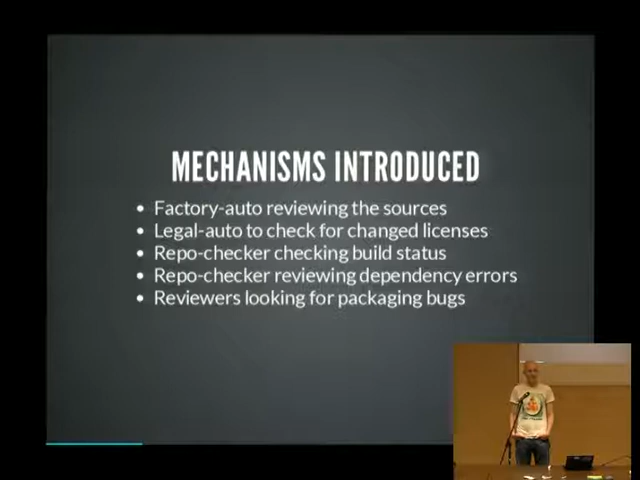 MECHANISMS INTRODUCED
Factory-auto reviewing the sources
Legal-auto to check for changed licenses
Repo-checker checking build status
Repo-checker reviewing dependency errors
Reviewers looking for packaging bugs